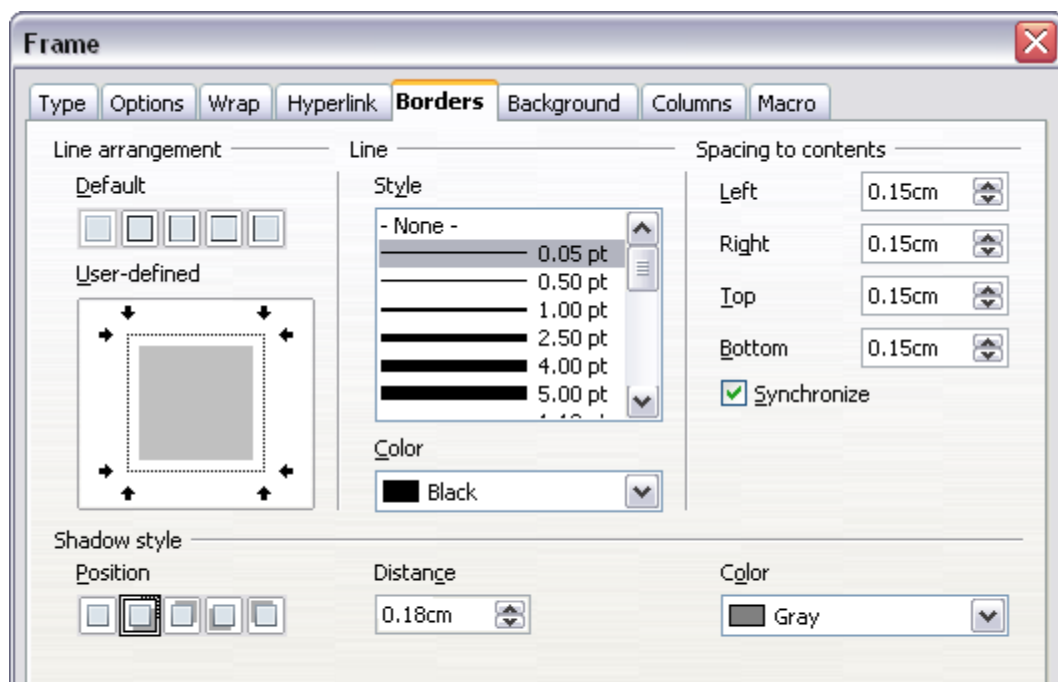 Frame
Type Options Wrap Hyperlink Borders Background Columns Macro
Line arrangement
Default
User-defined
Line
Style
- None -
0.05 pt
0.50 pt
1.00 pt
2.50 pt
4.00 pt
5.00 pt
Color
Black
Spacing to contents
Left 0.15cm
Right 0.15cm
Top 0.15cm
Bottom 0.15cm
Synchronize
Shadow style
Position
Distance
0.18cm
Color
Gray